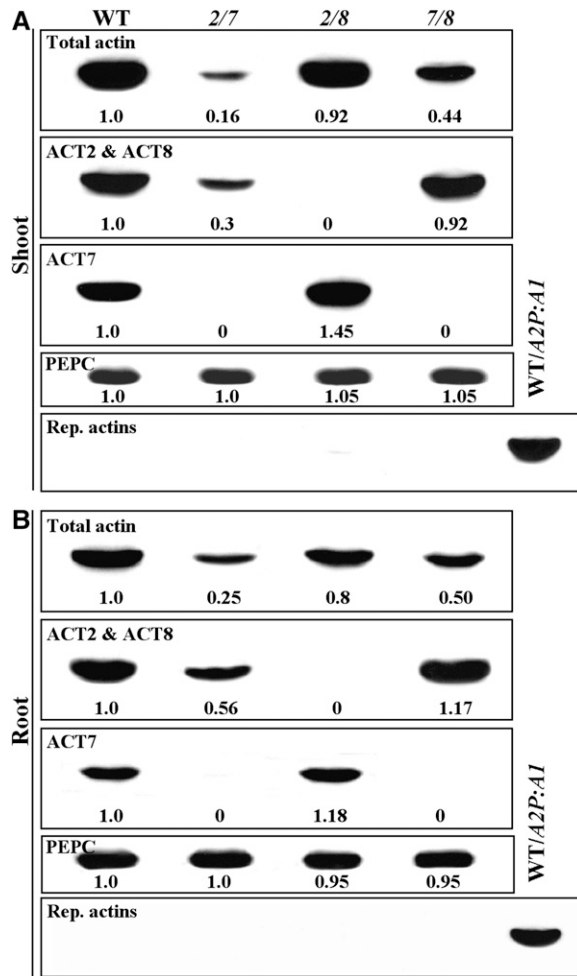 A
WT 2/7 2/8 7/8
Total actin
1.0 0.16 0.92 0.44
ACT2 & ACT8
1.0 0.3 0 0.92
ACT7
1.0 0 1.45 0
PEPC
1.0 1.0 1.05 1.05
Rep. actins
Shoot
WT/A2P:A1
B
Total actin
1.0 0.25 0.8 0.50
ACT2 & ACT8
1.0 0.56 0 1.17
ACT7
1.0 0 1.18 0
PEPC
1.0 1.0 0.95 0.95
Rep. actins
Root
WT/A2P:A1